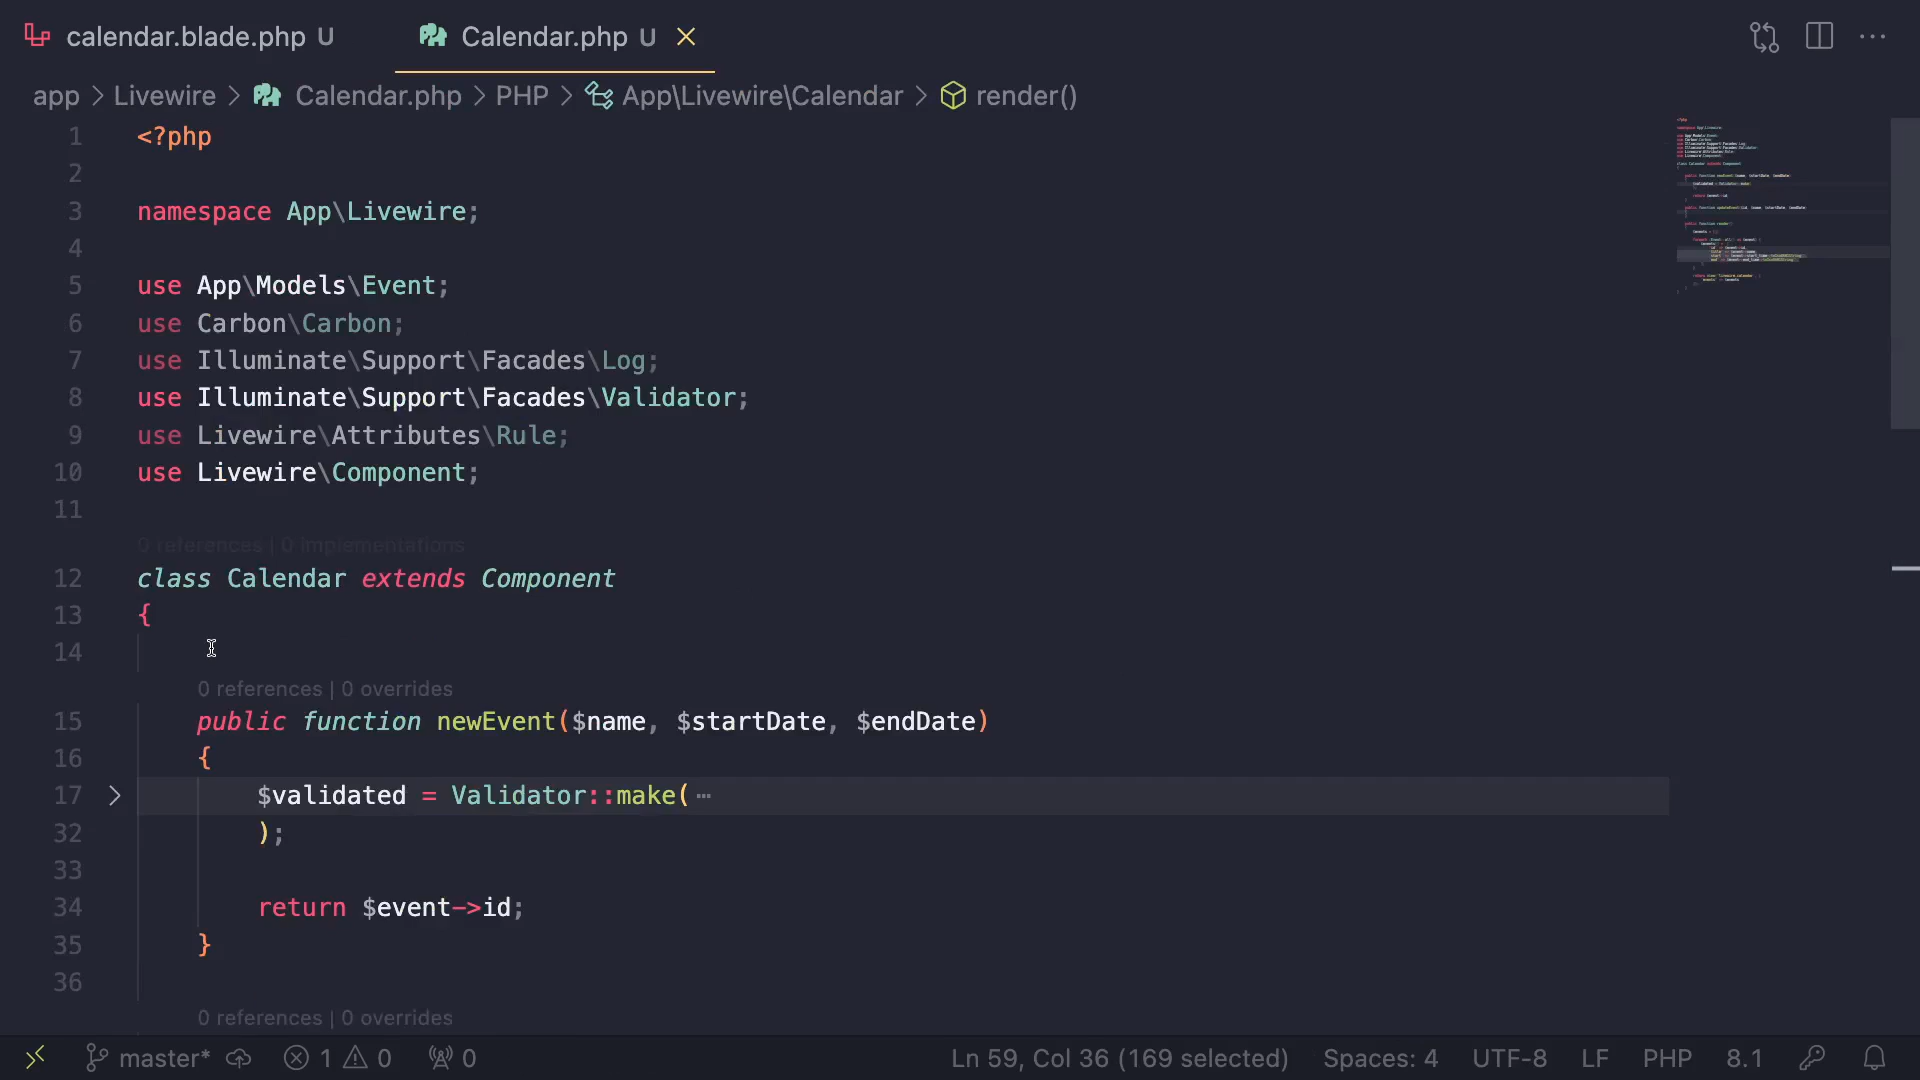 calendar.blade.php U
Calendar.php U
app > Livewire > Calendar.php > PHP > App\Livewire\Calendar > render()
1 <?php
2
3 namespace App\Livewire;
4
5 use App\Models\Event;
6 use Carbon\Carbon;
7 use Illuminate\Support\Facades\Log;
8 use Illuminate\Support\Facades\Validator;
9 use Livewire\Attributes\Rule;
10 use Livewire\Component;
11
0 references | 0 implementations
12 class Calendar extends Component
13 {
14
0 references | 0 overrides
15 public function newEvent($name, $startDate, $endDate)
16 {
17 $validated = Validator::make( ⋯
32 );
33
34 return $event->id;
35 }
36
0 references | 0 overrides
master* 1 0 0 Ln 59, Col 36 (169 selected) Spaces: 4 UTF-8 LF PHP 8.1